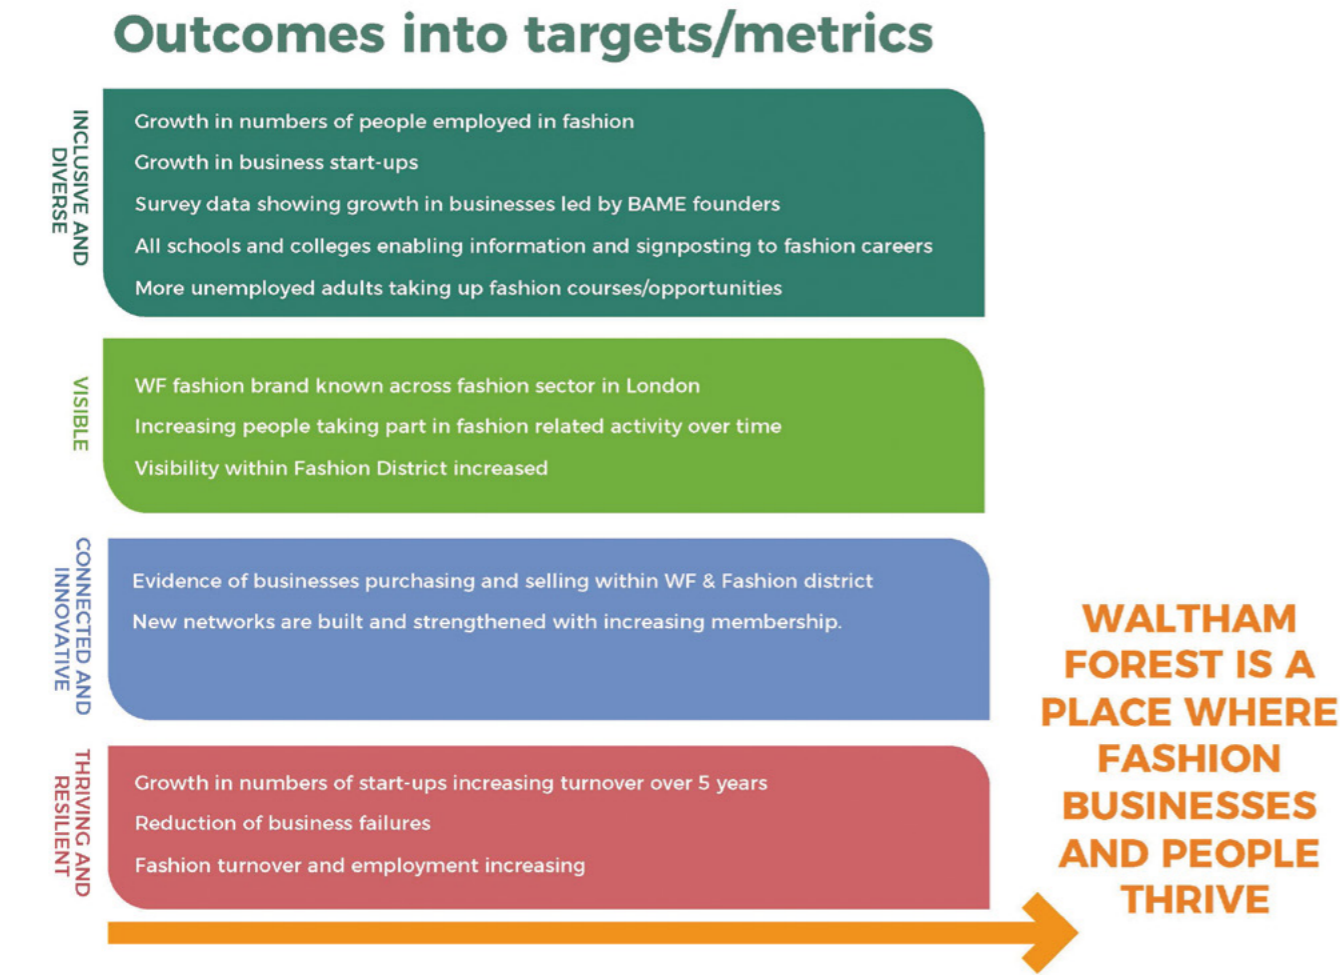 Outcomes into targets/metrics
INCLUSIVE AND
DIVERSE
Growth in numbers of people employed in fashion
Growth in business start-ups
Survey data showing growth in businesses led by BAME founders
All schools and colleges enabling information and signposting to fashion careers
More unemployed adults taking up fashion courses/opportunities
VISIBLE
WF fashion brand known across fashion sector in London
Increasing people taking part in fashion related activity over time
Visibility within Fashion District increased
CONNECTED AND
INNOVATIVE
Evidence of businesses purchasing and selling within WF & Fashion district
New networks are built and strengthened with increasing membership.
THRIVING AND
RESILIENT
Growth in numbers of start-ups increasing turnover over 5 years
Reduction of business failures
Fashion turnover and employment increasing
WALTHAM
FOREST IS A
PLACE WHERE
FASHION
BUSINESSES
AND PEOPLE
THRIVE